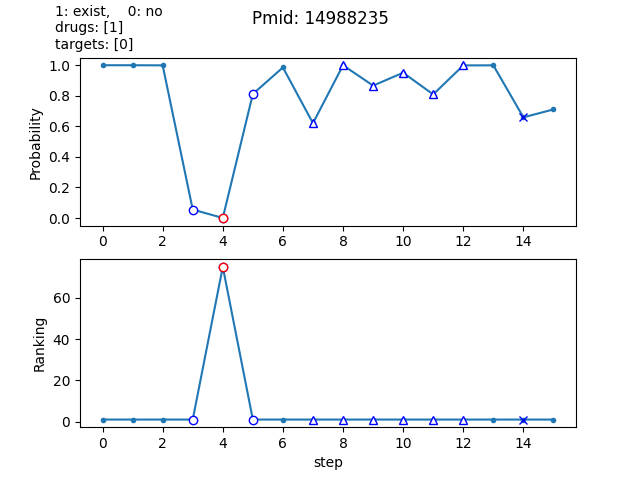 1: exist,    0: no
drugs: [1]
targets: [0]
Pmid: 14988235
Probability
1.0
0.8
0.6
0.4
0.2
0.0
0 2 4 6 8 10 12 14
Ranking
60
40
20
0
0 2 4 6 8 10 12 14
step